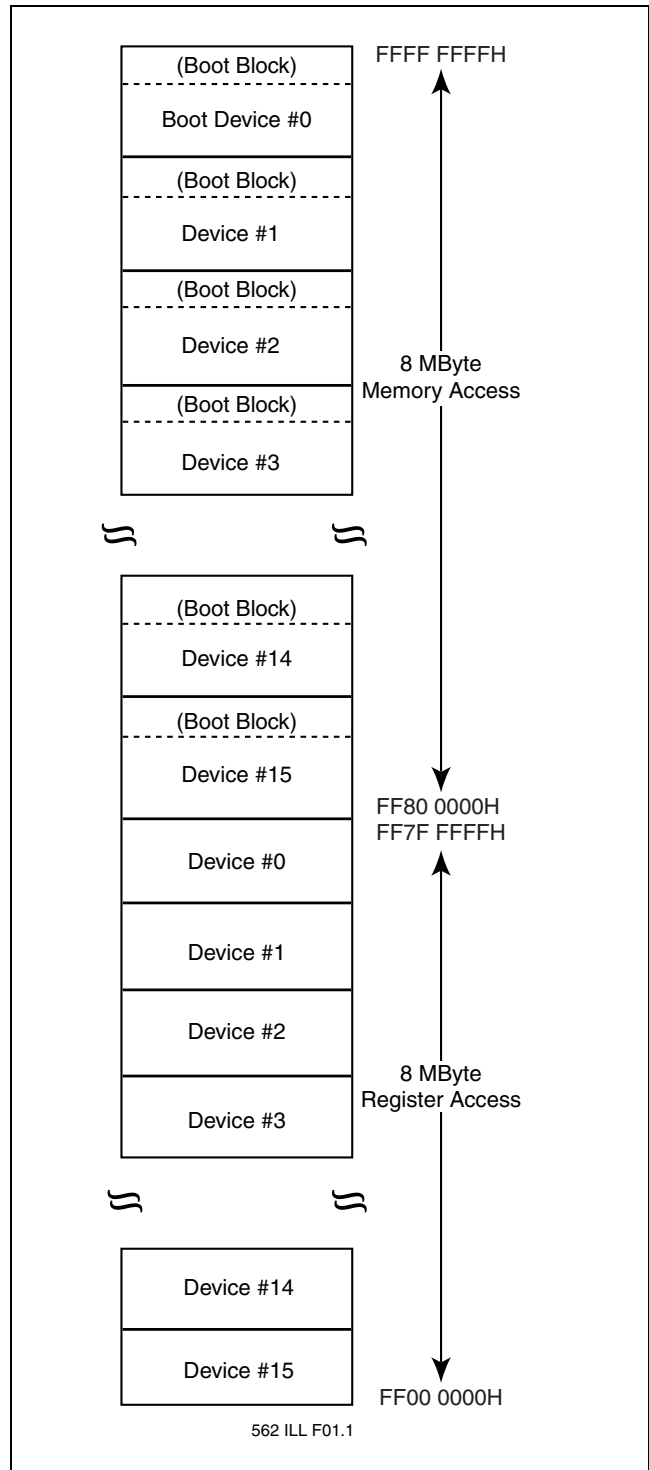 (Boot Block)
FFFF FFFFH
Boot Device #0
(Boot Block)
Device #1
(Boot Block)
Device #2
8 MByte
Memory Access
(Boot Block)
Device #3
(Boot Block)
Device #14
(Boot Block)
Device #15
FF80 0000H
FF7F FFFFH
Device #0
Device #1
Device #2
8 MByte
Register Access
Device #3
Device #14
Device #15
FF00 0000H
562 ILL F01.1